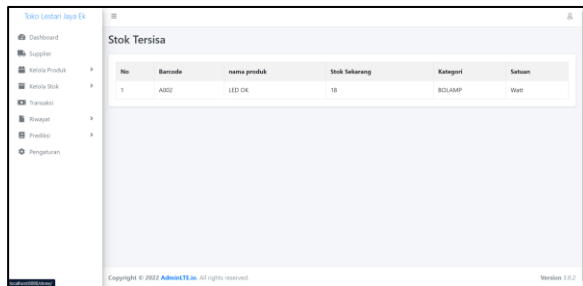 Toko Lestari Jaya Ek
Dashboard
Supplier
Kelola Produk
Kelola Stok
Transaksi
Riwayat
Prediksi
Pengaturan
Stok Tersisa
No Barcode nama produk Stok Sekarang Kategori Satuan
1 A002 LED OK 18 BOLAMP Watt
Copyright © 2022 AdminLTE.io. All rights reserved.
Version 3.0.2